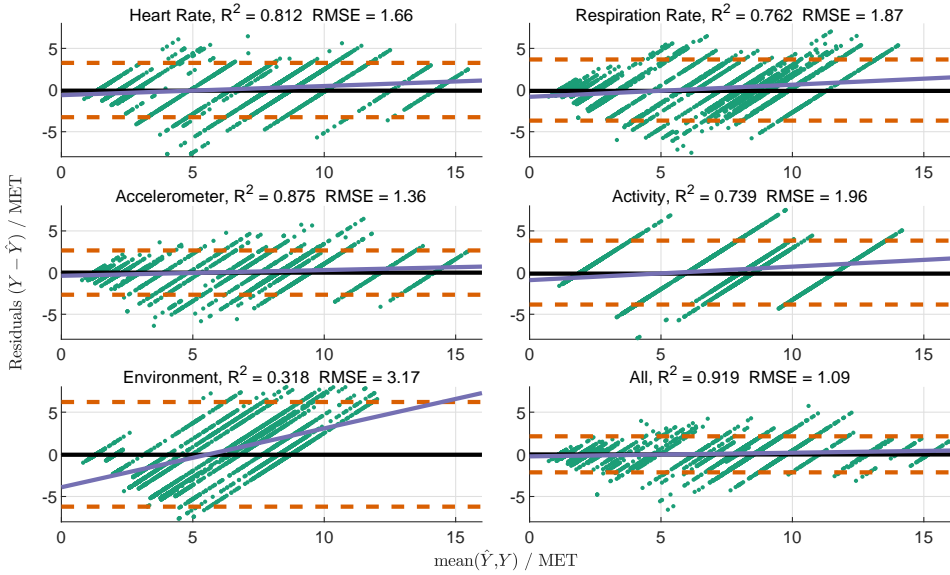 Heart Rate, R² = 0.812 RMSE = 1.66
5
0
-5
0 5 10 15
Respiration Rate, R² = 0.762 RMSE = 1.87
5
0
-5
0 5 10 15
Accelerometer, R² = 0.875 RMSE = 1.36
5
0
-5
0 5 10 15
Activity, R² = 0.739 RMSE = 1.96
5
0
-5
0 5 10 15
Environment, R² = 0.318 RMSE = 3.17
5
0
-5
0 5 10 15
All, R² = 0.919 RMSE = 1.09
5
0
-5
0 5 10 15
Residuals (Y − Ŷ) / MET
mean(Ŷ,Y) / MET